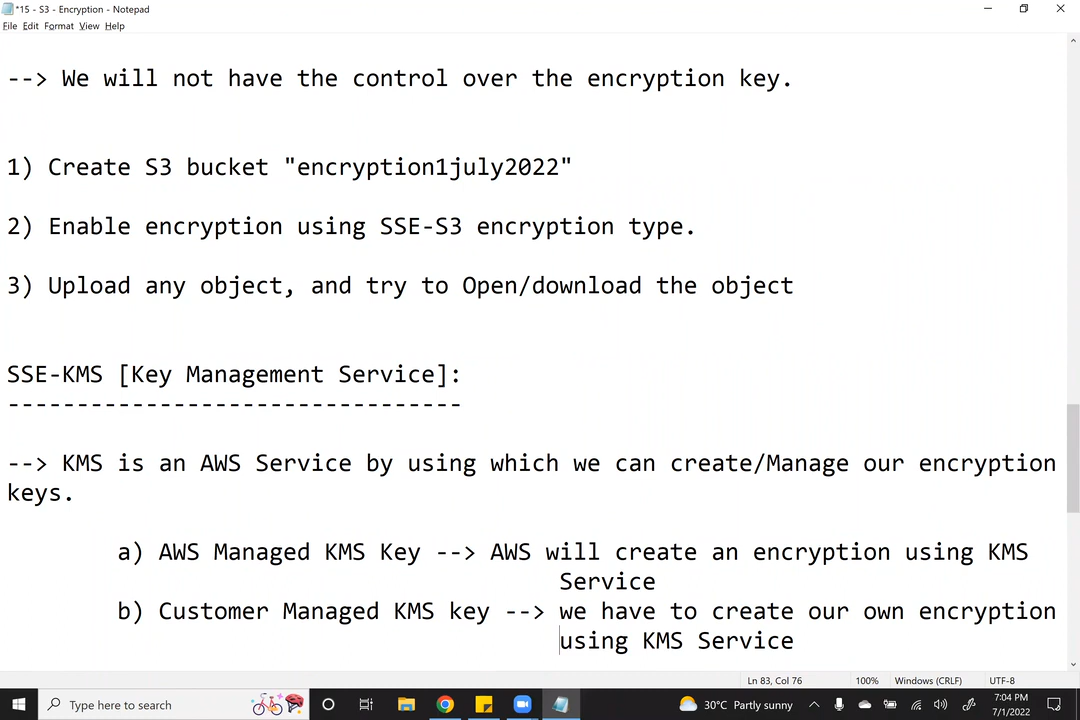 *15 - S3 - Encryption - Notepad
File Edit Format View Help
--> We will not have the control over the encryption key.
1) Create S3 bucket "encryption1july2022"
2) Enable encryption using SSE-S3 encryption type.
3) Upload any object, and try to Open/download the object
SSE-KMS [Key Management Service]:
---------------------------------
--> KMS is an AWS Service by using which we can create/Manage our encryption
keys.
a) AWS Managed KMS Key --> AWS will create an encryption using KMS
Service
b) Customer Managed KMS key --> we have to create our own encryption
using KMS Service
Ln 83, Col 76 100% Windows (CRLF) UTF-8
Type here to search
30°C Partly sunny
7:04 PM
7/1/2022